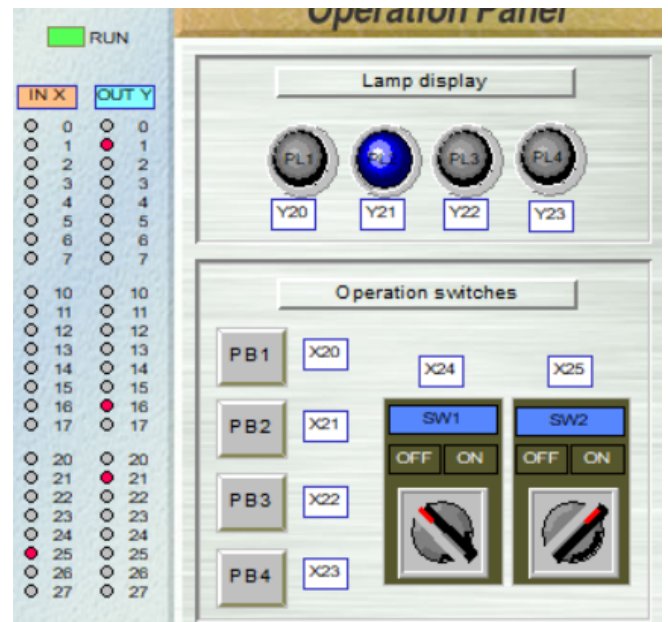 Operation Panel
RUN
IN X OUT Y
0 0
1 1
2 2
3 3
4 4
5 5
6 6
7 7
10 10
11 11
12 12
13 13
14 14
15 15
16 16
17 17
20 20
21 21
22 22
23 23
24 24
25 25
26 26
27 27
Lamp display
PL1 PL2 PL3 PL4
Y20 Y21 Y22 Y23
Operation switches
PB1 X20
PB2 X21
PB3 X22
PB4 X23
X24 X25
SW1 SW2
OFF ON OFF ON